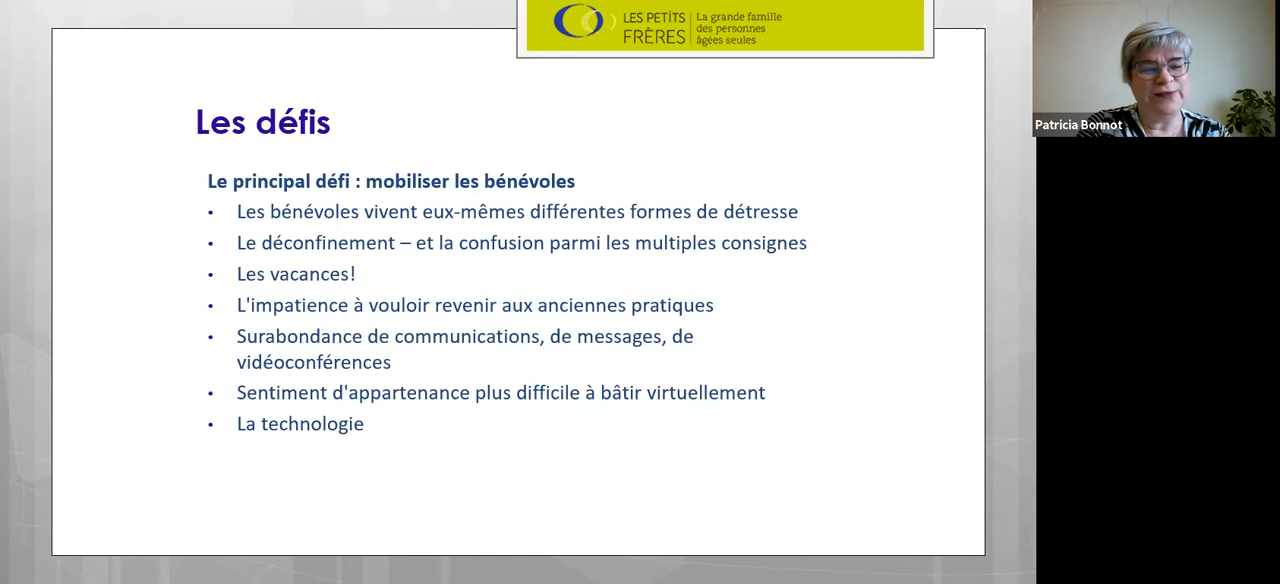 LES PETITS
FRÈRES
La grande famille
des personnes
âgées seules
Patricia Bonnot
Les défis
Le principal défi : mobiliser les bénévoles
• Les bénévoles vivent eux-mêmes différentes formes de détresse
• Le déconfinement – et la confusion parmi les multiples consignes
• Les vacances!
• L'impatience à vouloir revenir aux anciennes pratiques
• Surabondance de communications, de messages, de
vidéoconférences
• Sentiment d'appartenance plus difficile à bâtir virtuellement
• La technologie